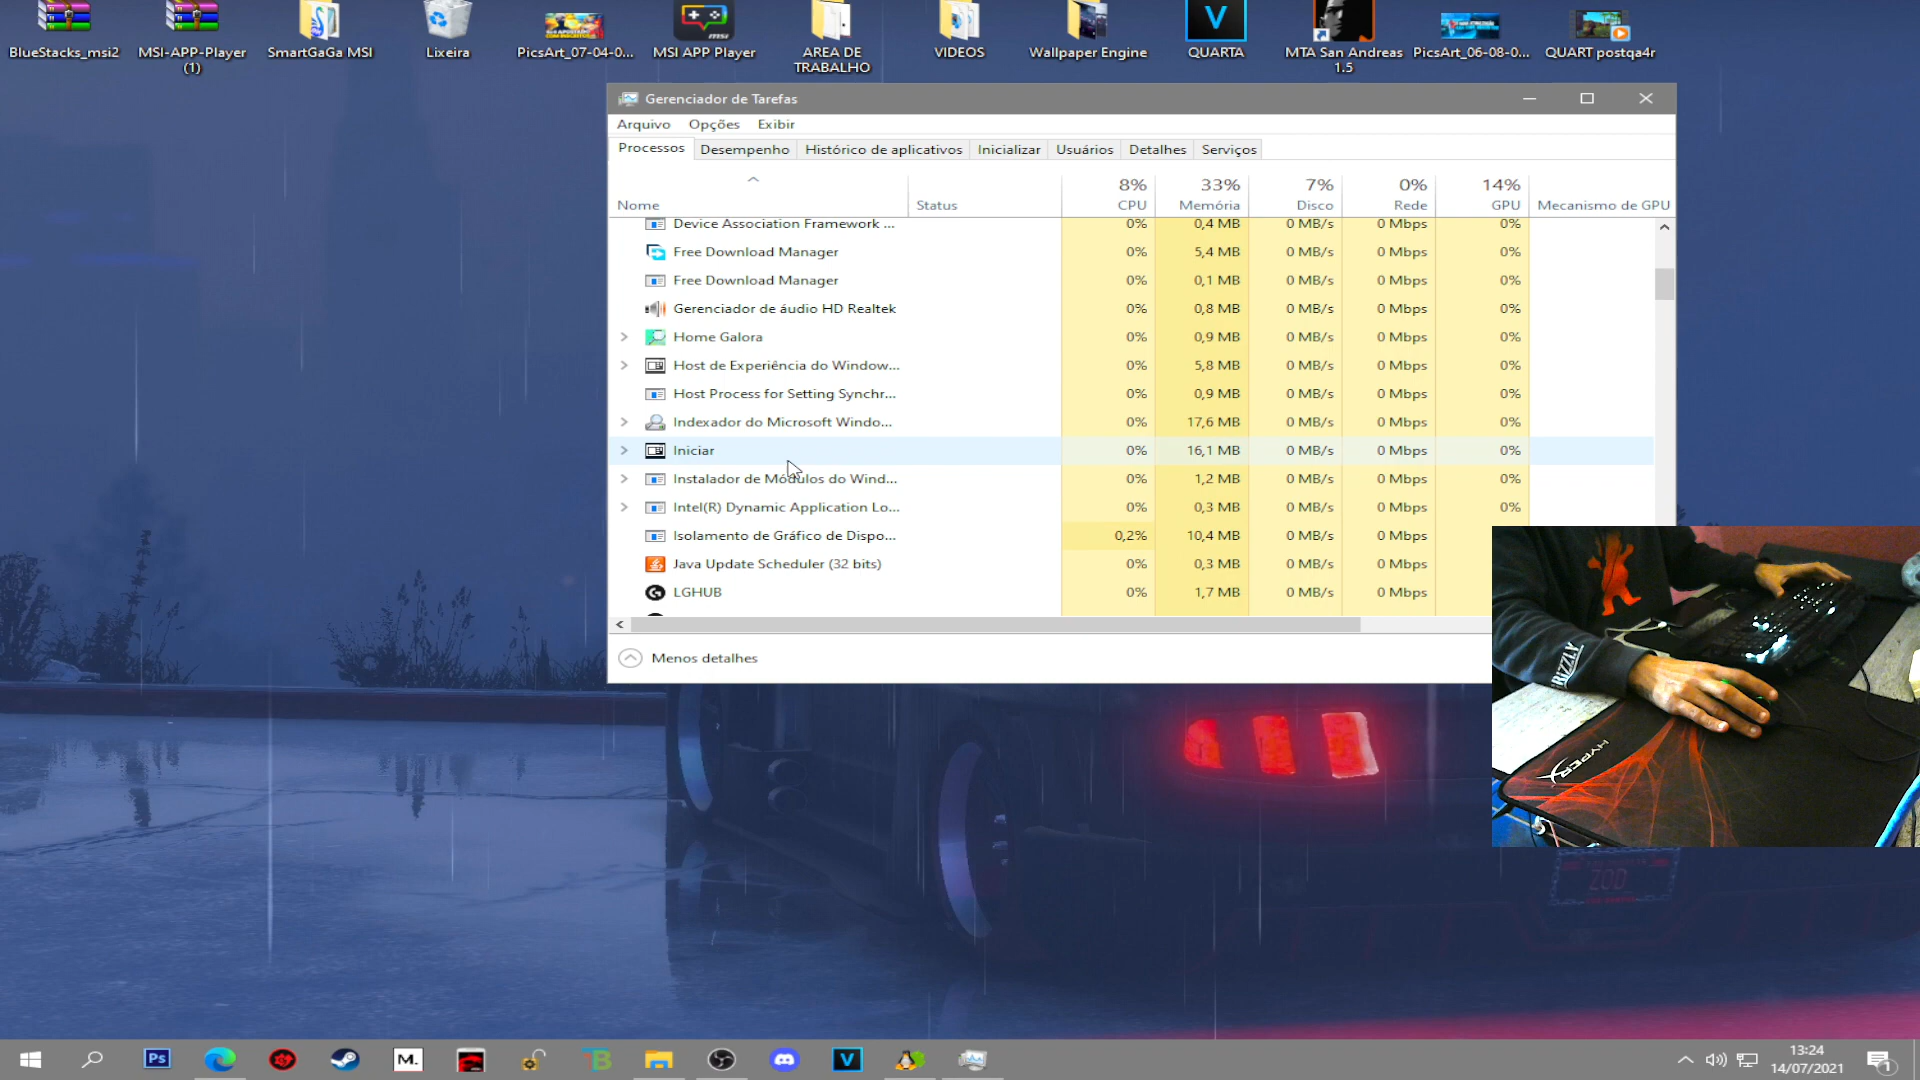 BlueStacks_msi2
MSI-APP-Player
(1)
SmartGaGa MSI
Lixeira
PicsArt_07-04-0...
msi
MSI APP Player
AREA DE
TRABALHO
VIDEOS
Wallpaper Engine
V
QUARTA
MTA San Andreas
1.5
PicsArt_06-08-0...
QUART postqa4r
Gerenciador de Tarefas
Arquivo Opções Exibir
Processos Desempenho Histórico de aplicativos Inicializar Usuários Detalhes Serviços
8% 33% 7% 0% 14%
Nome Status CPU Memória Disco Rede GPU Mecanismo de GPU
Device Association Framework ... 0% 0,4 MB 0 MB/s 0 Mbps 0%
Free Download Manager 0% 5,4 MB 0 MB/s 0 Mbps 0%
Free Download Manager 0% 0,1 MB 0 MB/s 0 Mbps 0%
Gerenciador de áudio HD Realtek 0% 0,8 MB 0 MB/s 0 Mbps 0%
Home Galora 0% 0,9 MB 0 MB/s 0 Mbps 0%
Host de Experiência do Window... 0% 5,8 MB 0 MB/s 0 Mbps 0%
Host Process for Setting Synchr... 0% 0,9 MB 0 MB/s 0 Mbps 0%
Indexador do Microsoft Windo... 0% 17,6 MB 0 MB/s 0 Mbps 0%
Iniciar 0% 16,1 MB 0 MB/s 0 Mbps 0%
Instalador de Módulos do Wind... 0% 1,2 MB 0 MB/s 0 Mbps 0%
Intel(R) Dynamic Application Lo... 0% 0,3 MB 0 MB/s 0 Mbps 0%
Isolamento de Gráfico de Dispo... 0,2% 10,4 MB 0 MB/s 0 Mbps
Java Update Scheduler (32 bits) 0% 0,3 MB 0 MB/s 0 Mbps
LGHUB 0% 1,7 MB 0 MB/s 0 Mbps
Menos detalhes
HYPERX
Ps
M.
V
13:24
14/07/2021
1